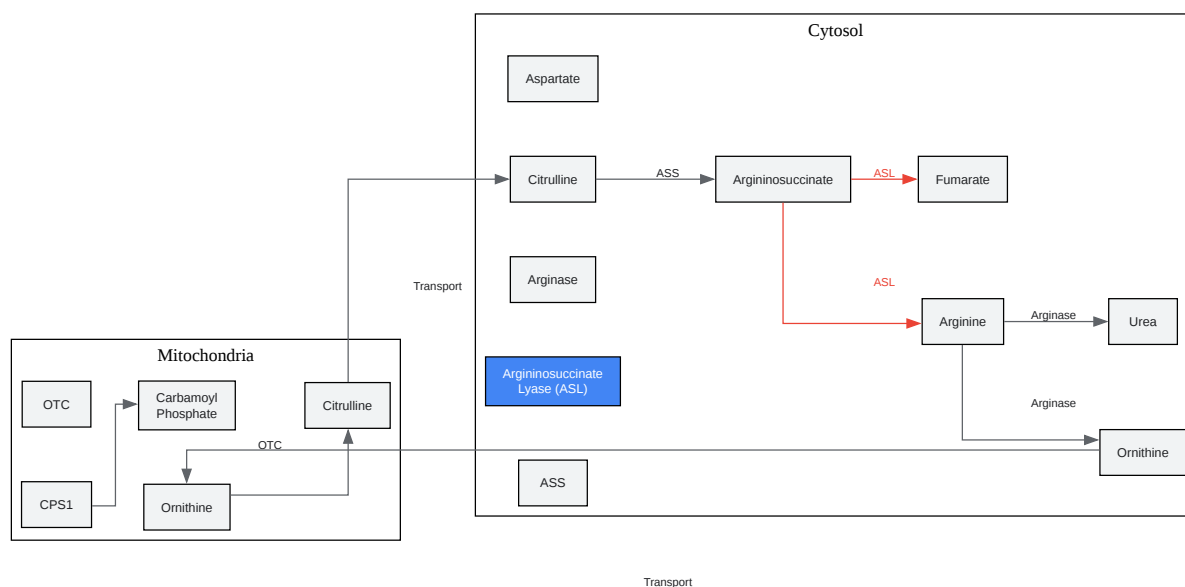 Cytosol
Aspartate
Citrulline
ASS
Argininosuccinate
ASL
Fumarate
Arginase
Transport
ASL
Arginine
Arginase
Urea
Mitochondria
Argininosuccinate
Lyase (ASL)
OTC
Carbamoyl
Phosphate
Citrulline
Arginase
OTC
Ornithine
CPS1
Ornithine
ASS
Transport